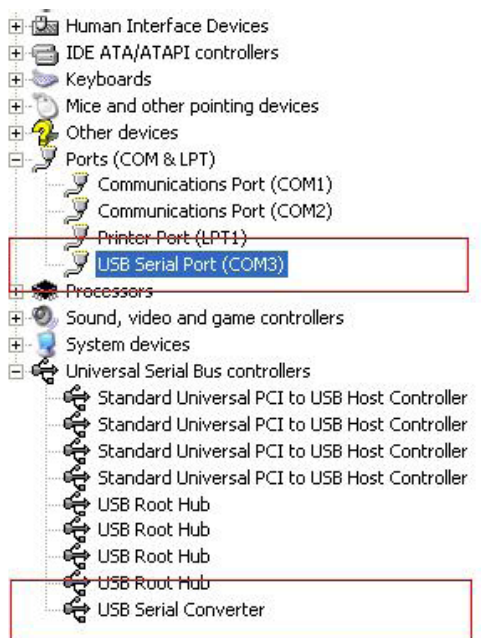 Human Interface Devices
IDE ATA/ATAPI controllers
Keyboards
Mice and other pointing devices
Other devices
Ports (COM & LPT)
Communications Port (COM1)
Communications Port (COM2)
Printer Port (LPT1)
USB Serial Port (COM3)
Processors
Sound, video and game controllers
System devices
Universal Serial Bus controllers
Standard Universal PCI to USB Host Controller
Standard Universal PCI to USB Host Controller
Standard Universal PCI to USB Host Controller
Standard Universal PCI to USB Host Controller
USB Root Hub
USB Root Hub
USB Root Hub
USB Root Hub
USB Serial Converter